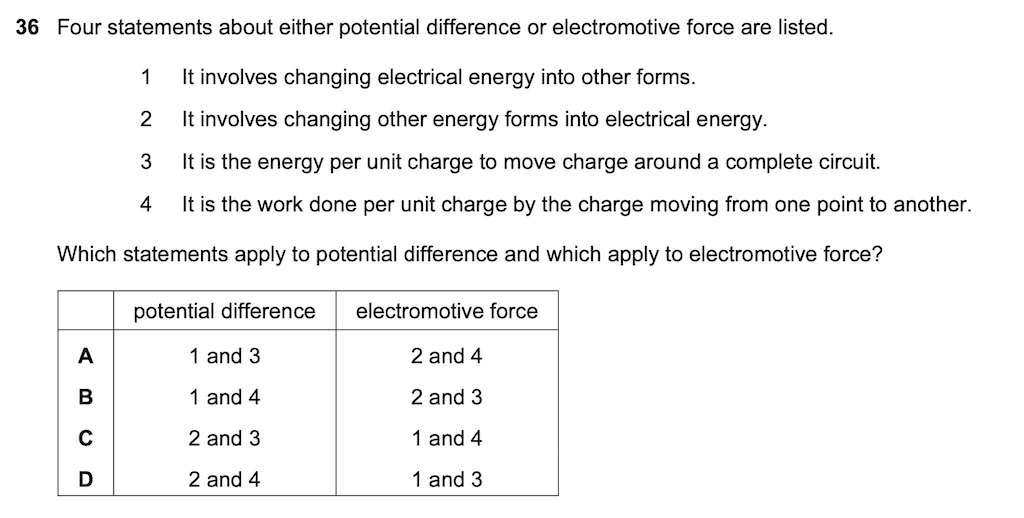 36 Four statements about either potential difference or electromotive force are listed.
1 It involves changing electrical energy into other forms.
2 It involves changing other energy forms into electrical energy.
3 It is the energy per unit charge to move charge around a complete circuit.
4 It is the work done per unit charge by the charge moving from one point to another.
Which statements apply to potential difference and which apply to electromotive force?
potential difference electromotive force
A 1 and 3 2 and 4
B 1 and 4 2 and 3
C 2 and 3 1 and 4
D 2 and 4 1 and 3